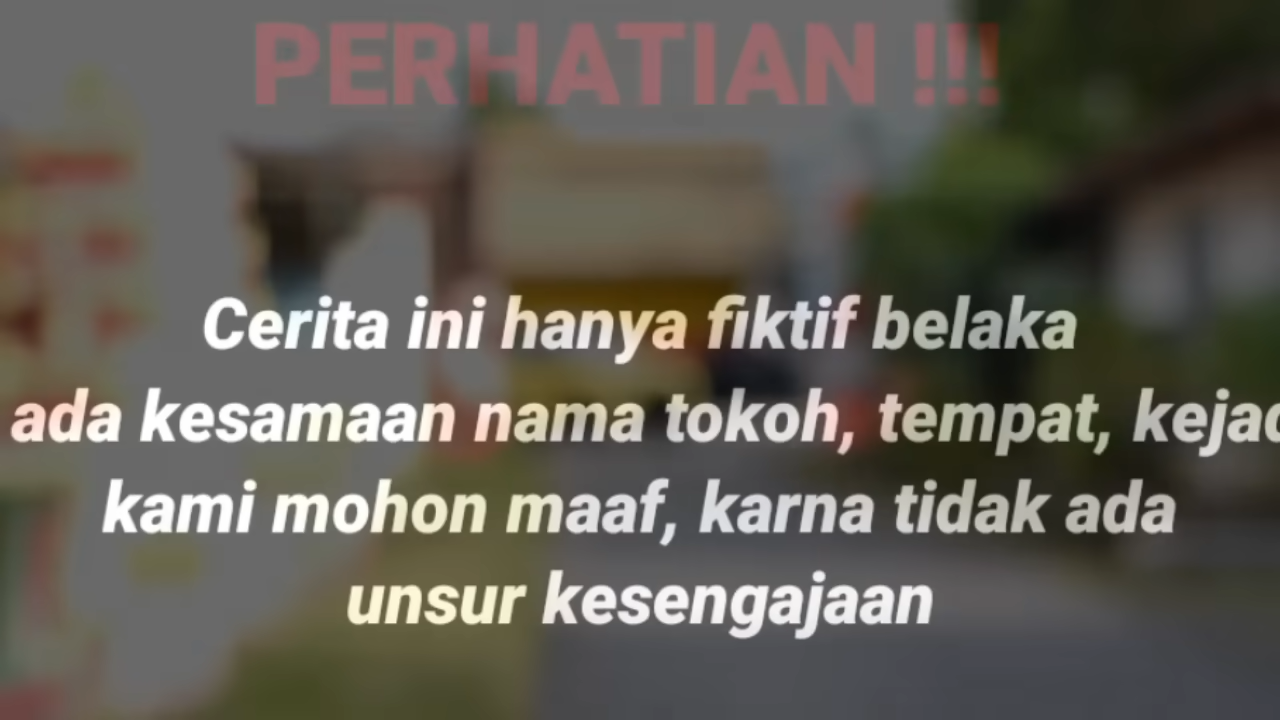 PERHATIAN !!!
Cerita ini hanya fiktif belaka
ada kesamaan nama tokoh, tempat,
kami mohon maaf, karna tidak ada
unsur kesengajaan